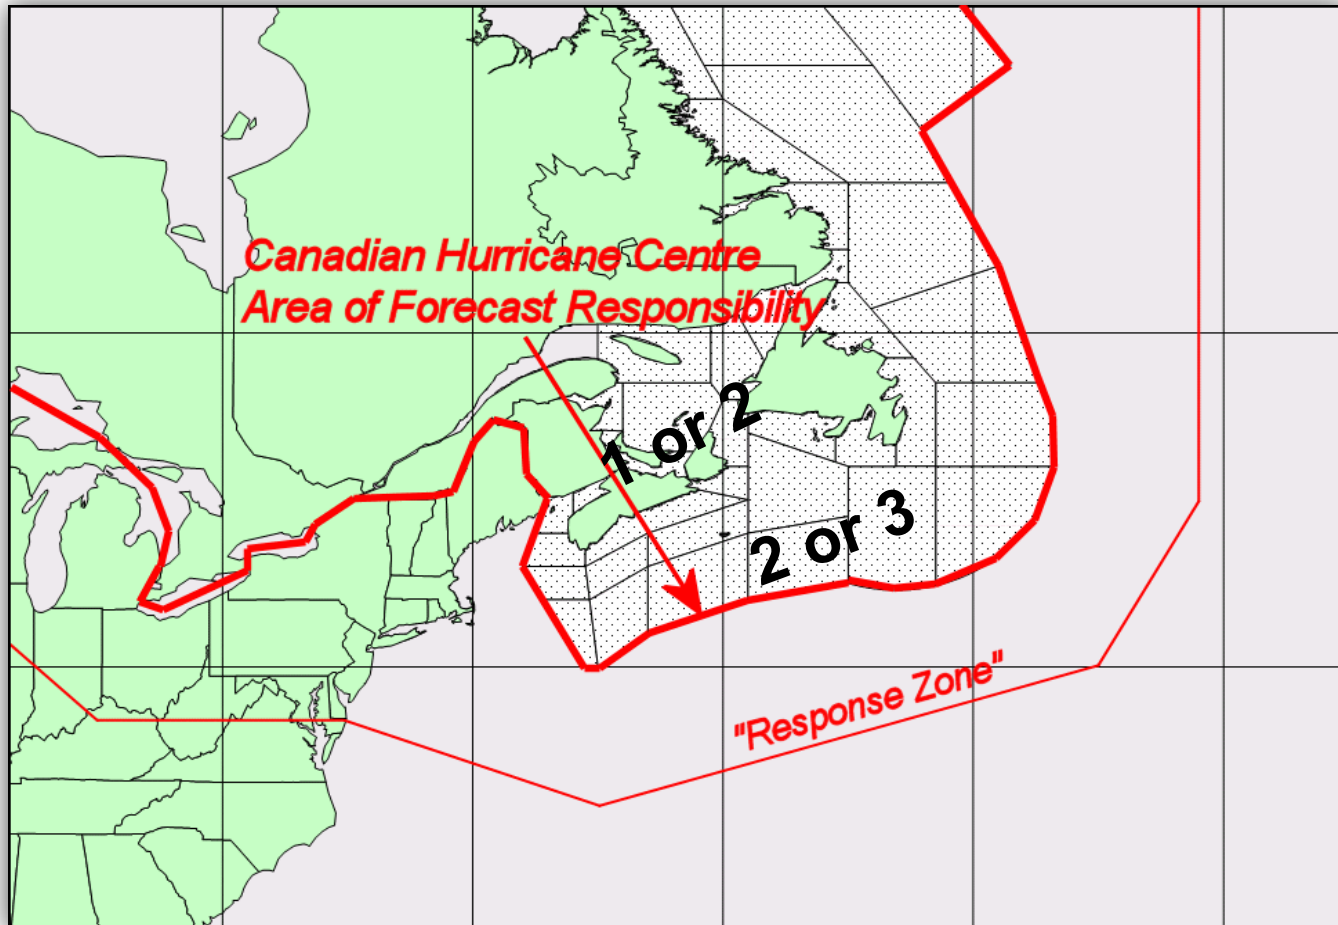 Canadian Hurricane Centre
Area of Forecast Responsibility
1 or 2
2 or 3
"Response Zone"